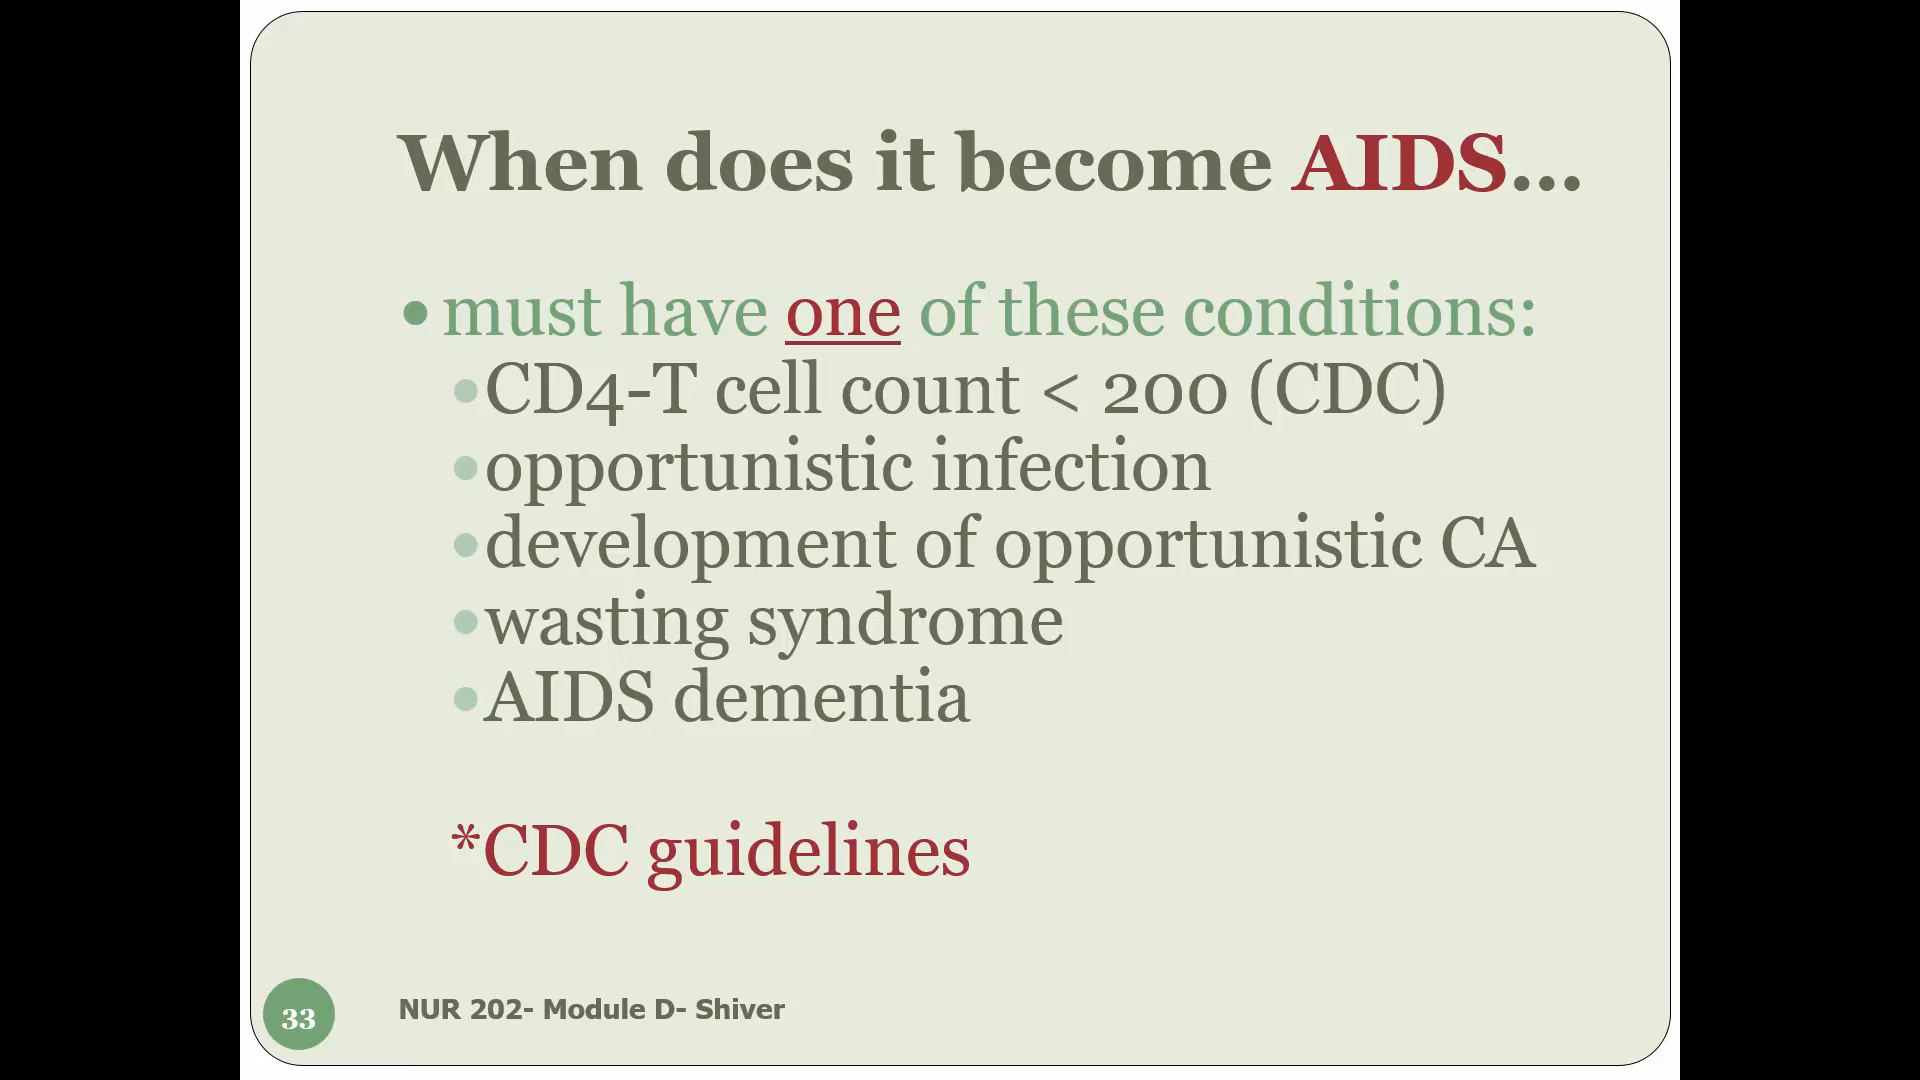 When does it become AIDS...
• must have one of these conditions:
• CD4-T cell count < 200 (CDC)
• opportunistic infection
• development of opportunistic CA
• wasting syndrome
• AIDS dementia
*CDC guidelines
33
NUR 202- Module D- Shiver